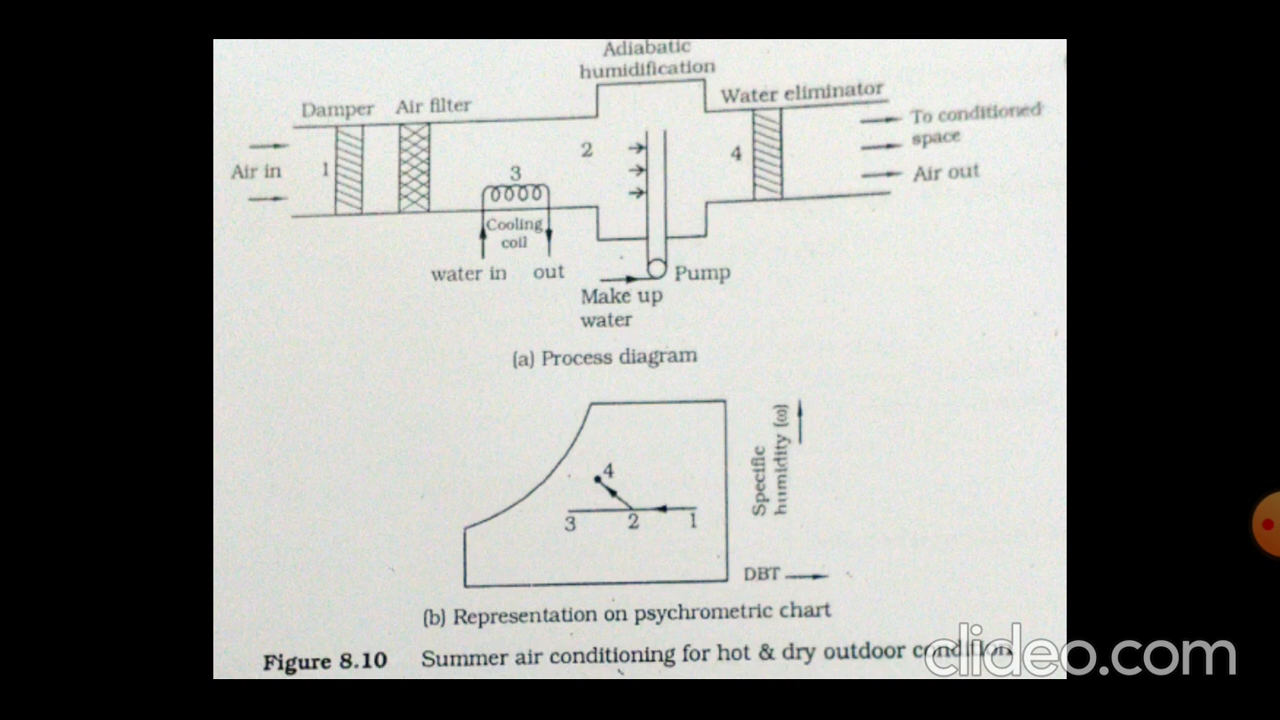 Adiabatic
humidification
Damper Air filter
Water eliminator
To conditioned
space
Air in
1
2
3
4
Air out
Cooling
coil
water in out
Pump
Make up
water
(a) Process diagram
Specific
humidity (ω)
4
3 2 1
DBT
(b) Representation on psychrometric chart
Figure 8.10 Summer air conditioning for hot & dry outdoor condition
clideo.com